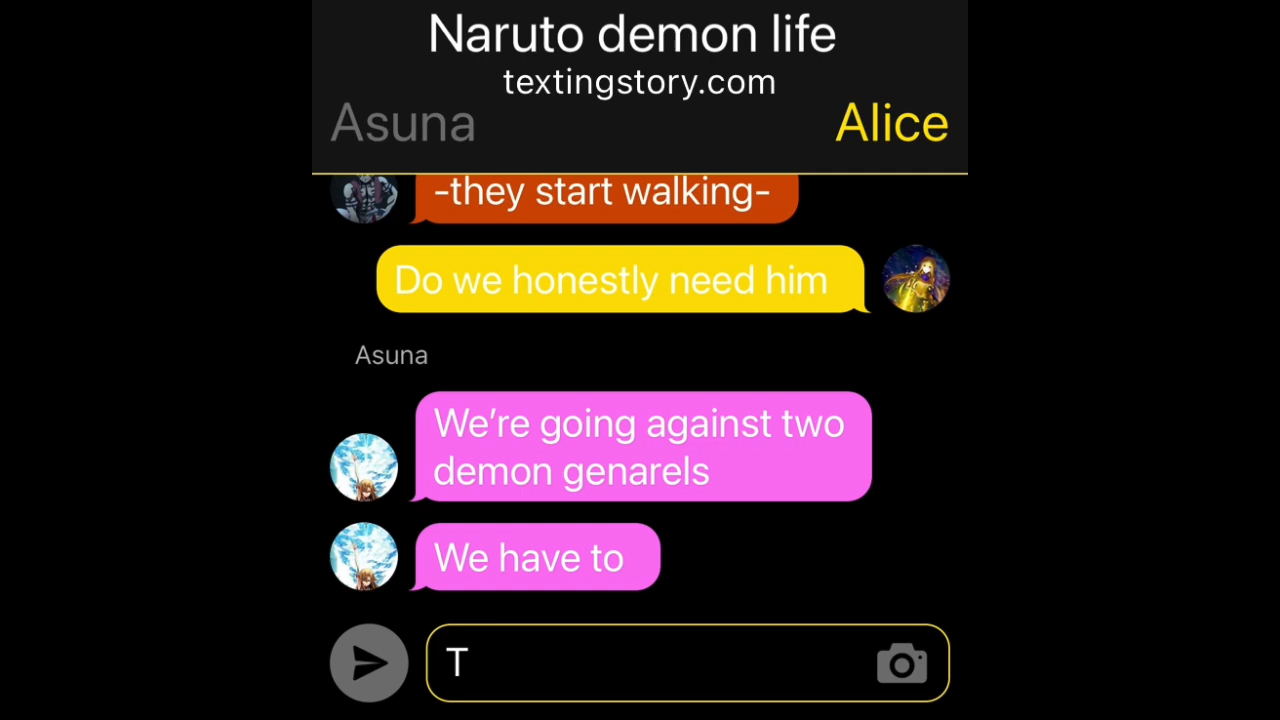 Naruto demon life
textingstory.com
Asuna
Alice
-they start walking-
Do we honestly need him
Asuna
We’re going against two
demon genarels
We have to
T